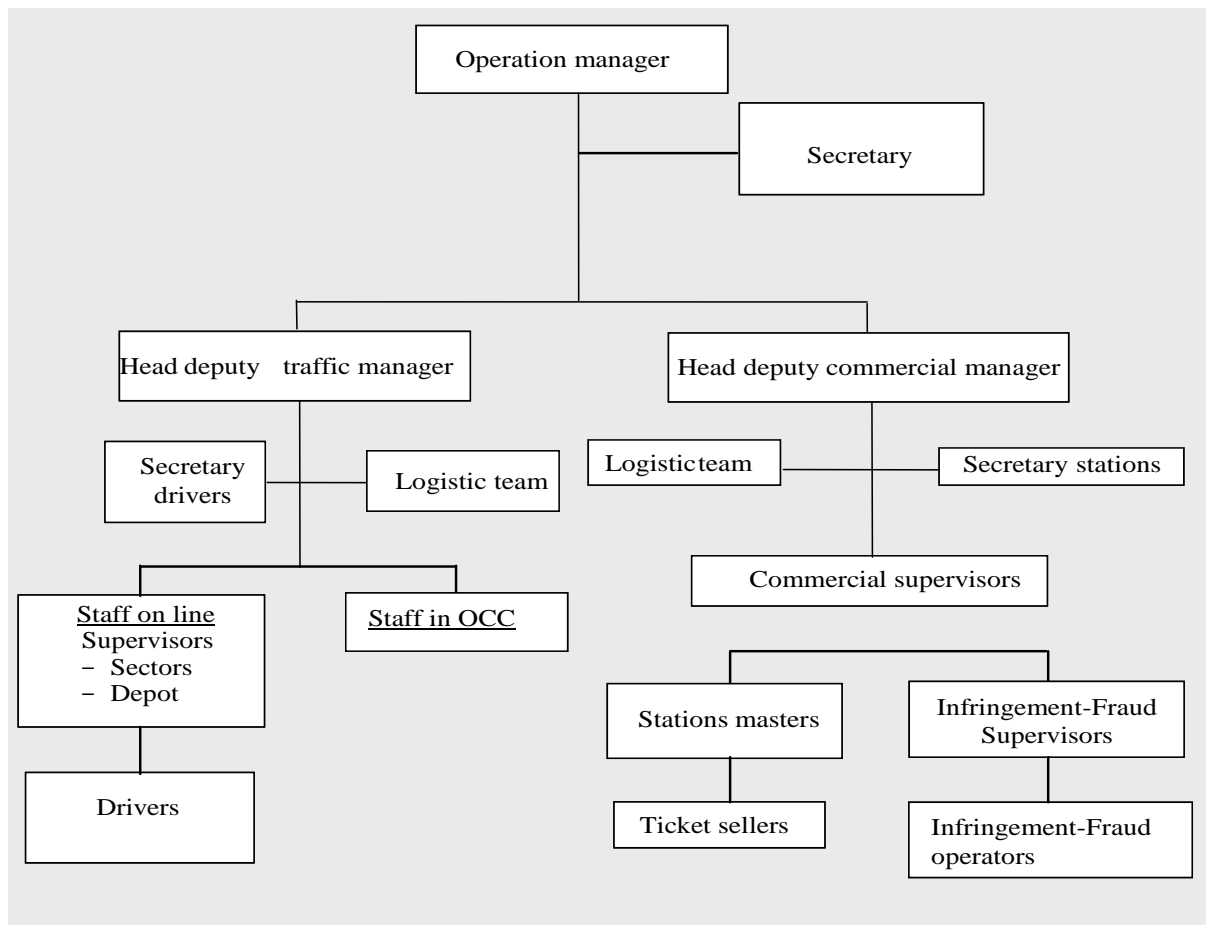 Operation manager
Secretary
Head deputy traffic manager
Head deputy commercial manager
Secretary
drivers
Logistic team
Logistic team
Secretary stations
Commercial supervisors
Staff on line
Supervisors
– Sectors
– Depot
Staff in OCC
Stations masters
Infringement-Fraud
Supervisors
Drivers
Ticket sellers
Infringement-Fraud
operators